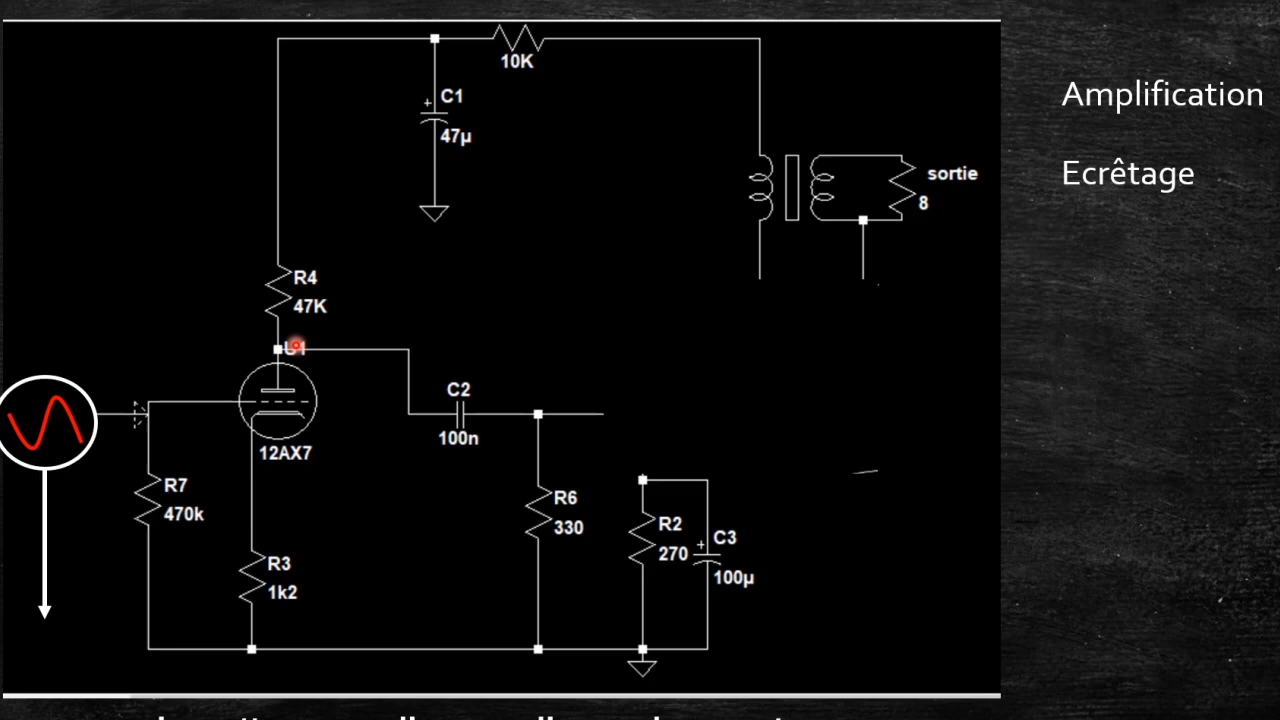 10K
C1
47µ
Amplification
Ecrêtage
sortie
8
R4
47K
U1
C2
100n
12AX7
R7
470k
R6
330
R2
270
C3
100µ
R3
1k2